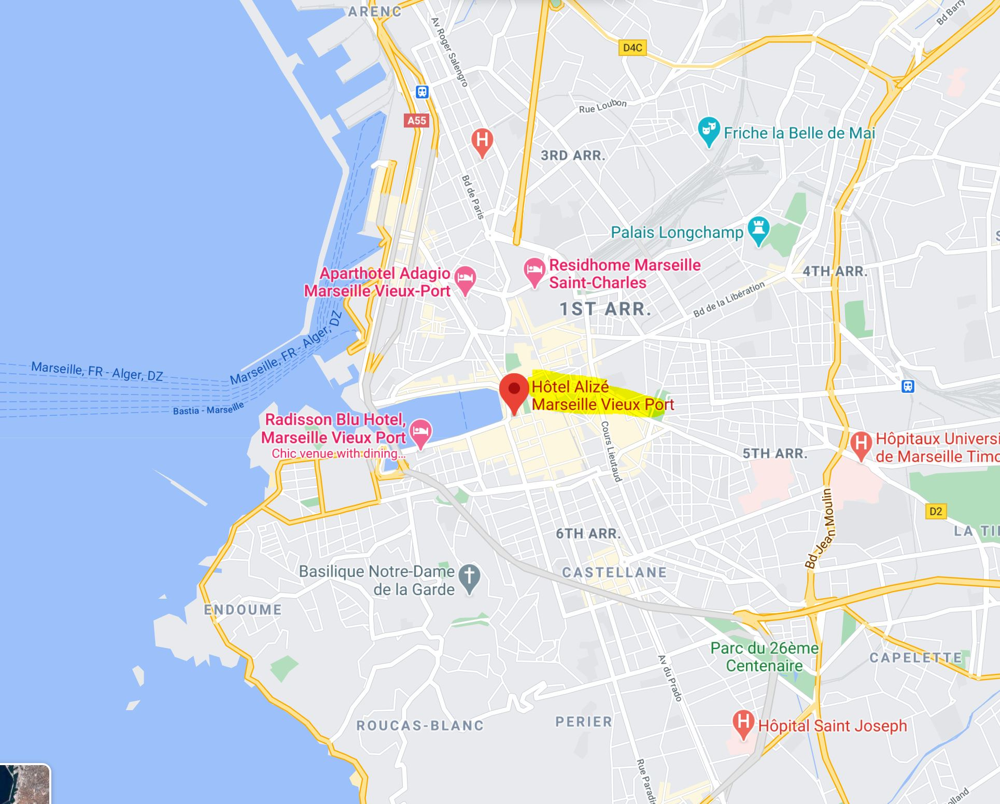 ARENC
Av Roger Salengro
Bd Barry
D4C
Rue Loubon
A55
H
Friche la Belle de Mai
3RD ARR.
Bd de Paris
Palais Longchamp
Aparthotel Adagio
Marseille Vieux-Port
Residhome Marseille
Saint-Charles
4TH ARR.
1ST ARR.
Bd de la Libération
Marseille, FR - Alger, DZ
Marseille, FR - Alger, DZ
Bastia - Marseille
Hôtel Alizé
Marseille Vieux Port
Radisson Blu Hotel,
Marseille Vieux Port
Chic venue with dining...
Cours Lieutaud
5TH ARR.
H
Hôpitaux Universi
de Marseille Timo
Bd Jean Moulin
D2
LA TI
6TH ARR.
CASTELLANE
Basilique Notre-Dame
de la Garde
ENDOUME
Parc du 26ème
Centenaire
CAPELETTE
Av du Prado
ROUCAS-BLANC
PERIER
H
Hôpital Saint Joseph
Rue Paradis
olland